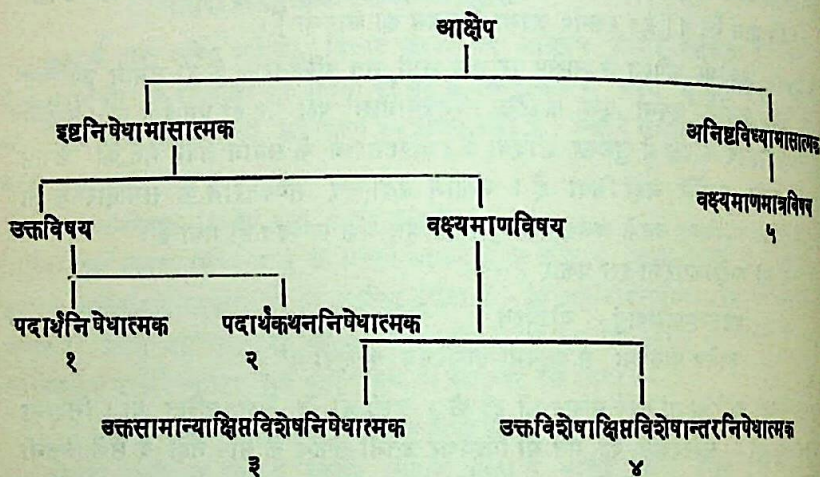 आक्षेप
इष्टनिषेधाभासात्मक अनिष्टविध्याभासात्मक
उक्तविषय वक्ष्यमाणविषय वक्ष्यमाणमात्रविषय
५
पदार्थनिषेधात्मक पदार्थकथननिषेधात्मक
१ २
उक्तसामान्याक्षिप्तविशेषनिषेधात्मक उक्तविशेषाक्षिप्तविशेषान्तरनिषेधात्मक
३ ४